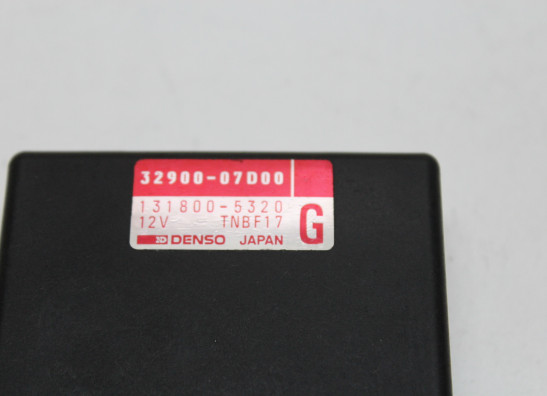 32900-07D00
131800-5320
12V TNBF17 G
DENSO JAPAN